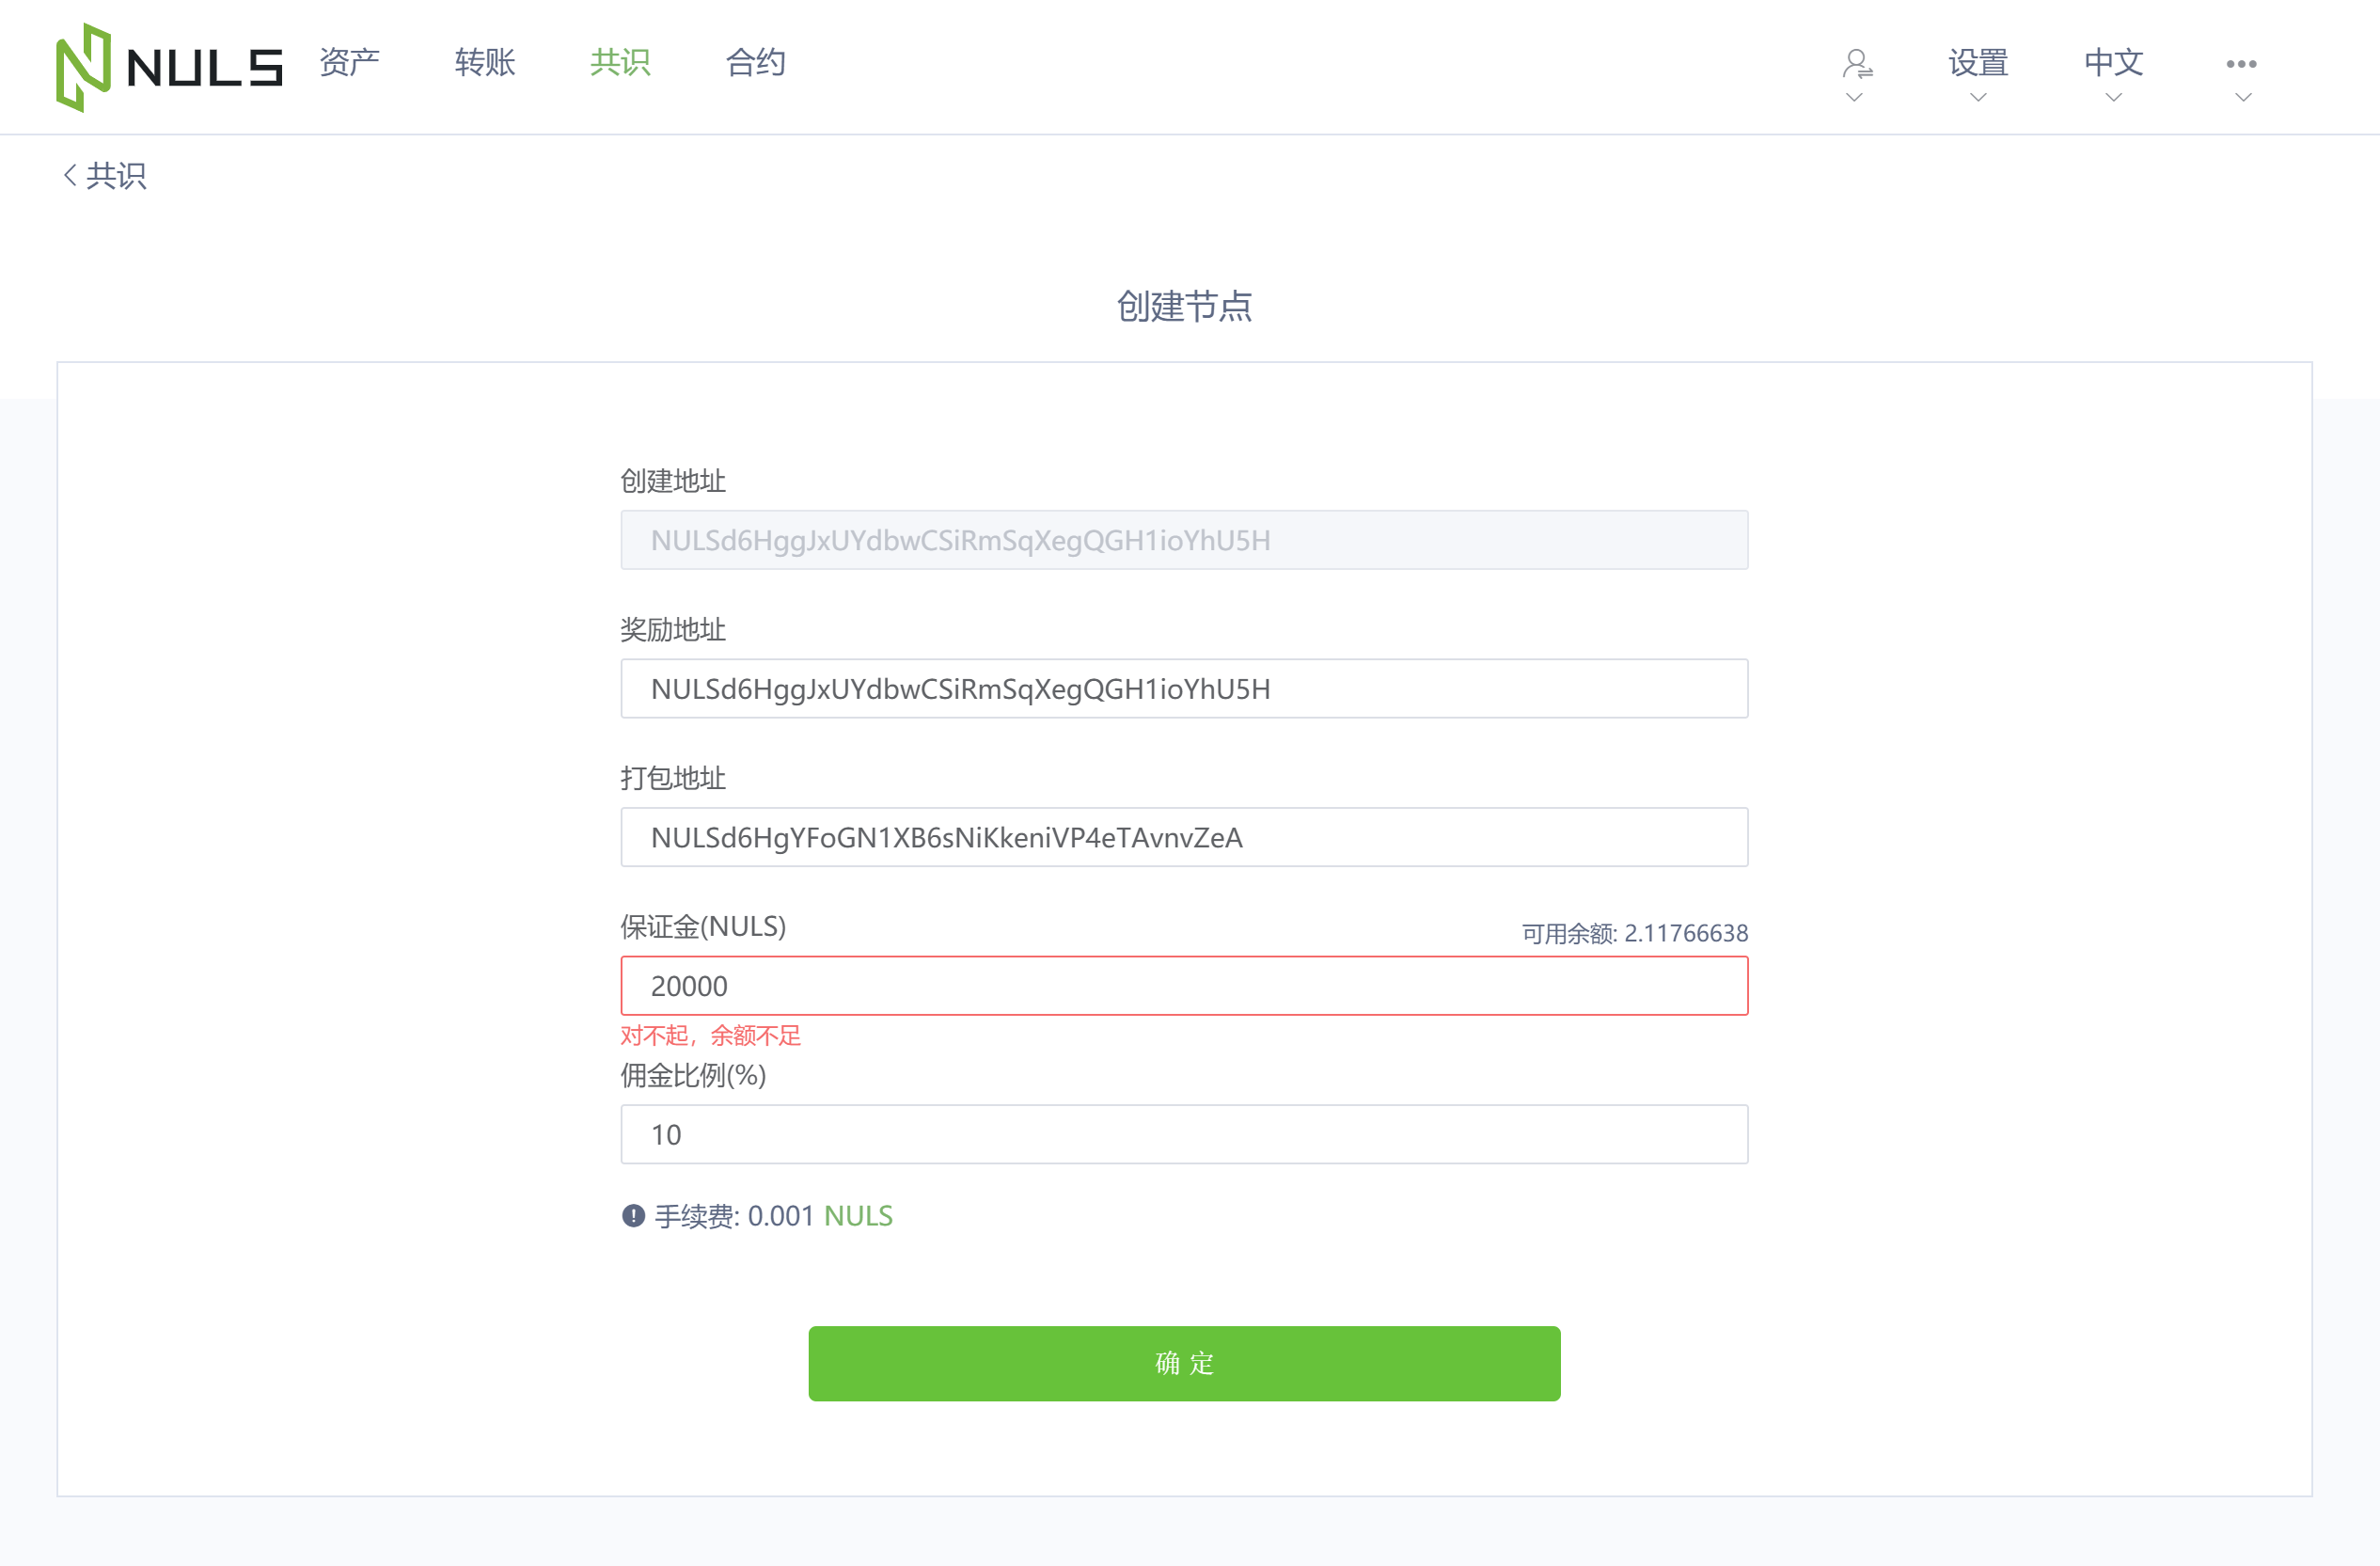 NULS 资产 转账 共识 合约 设置 中文
共识
创建节点
创建地址
NULSd6HggJxUYdbwCSiRmSqXegQGH1ioYhU5H
奖励地址
NULSd6HggJxUYdbwCSiRmSqXegQGH1ioYhU5H
打包地址
NULSd6HgYFoGN1XB6sNiKkeniVP4eTAvnvZeA
保证金(NULS) 可用余额: 2.11766638
20000
对不起，余额不足
佣金比例(%)
10
手续费: 0.001 NULS
确 定